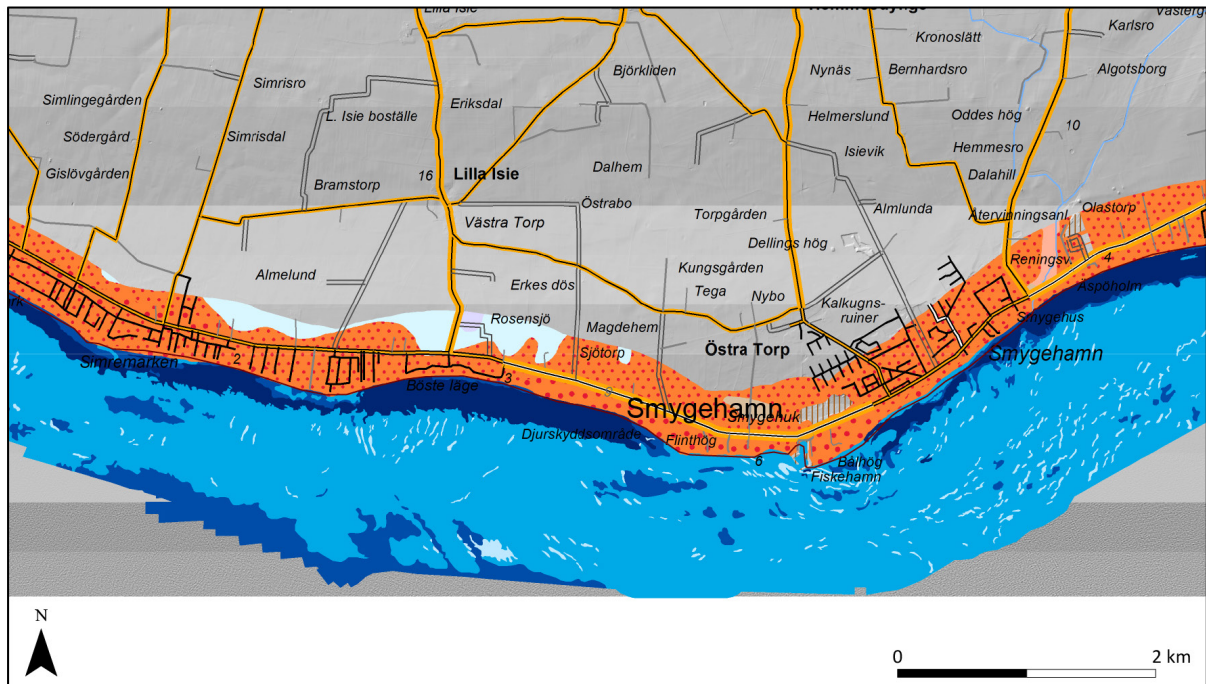 Lilla Isie
Karlsro
Kronoslätt
Simrisro
Björkliden
Nynäs
Bernhardsro
Algotsborg
Simlingegården
Eriksdal
L. Isie boställe
Helmerslund
Oddes hög
10
Södergård
Simrisdal
Isievik
Hemmesro
Gislövgården
16
Lilla Isie
Dalhem
Dalahill
Bramstorp
Östrabo
Almlunda
Olastorp
Västra Torp
Torpgården
Återvinningsanl.
Dellings hög
Almelund
Kungsgården
Reningsv.
4
Erkes dös
Tega
Nybo
Aspöholm
Kalkugns-
ruiner
Rosensjö
Magdehem
Smygehus
Simremarken
2
Sjötorp
Östra Torp
Smygehamn
Böste läge
3
9
Smygehamn
Smygehuk
Djurskyddsområde
Flinthög
6
Bålhög
Fiskehamn
N
0
2 km